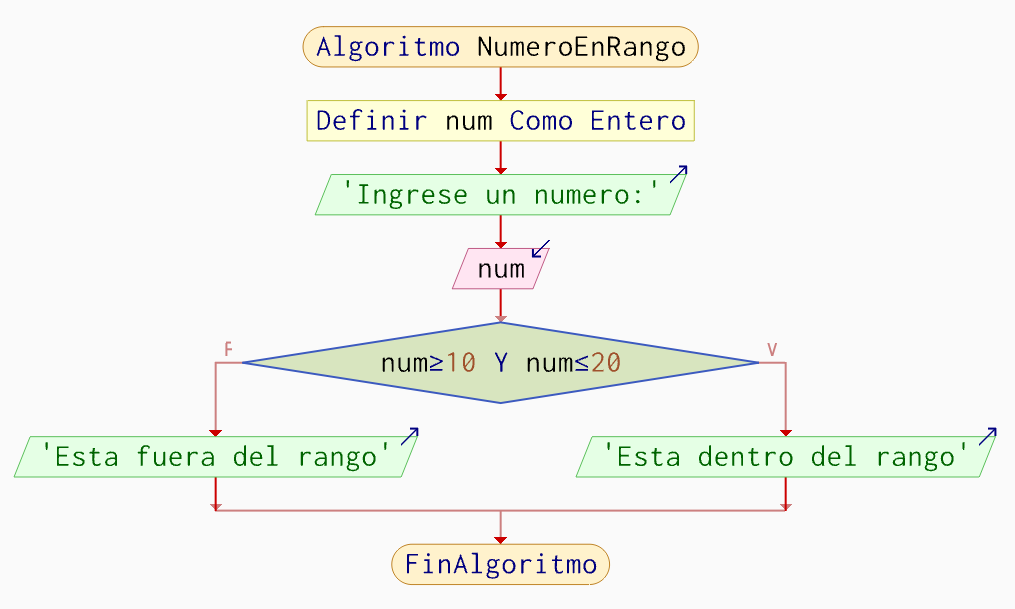 Algoritmo NumeroEnRango
Definir num Como Entero
'Ingrese un numero:'
num
F
V
num≥10 Y num≤20
'Esta fuera del rango'
'Esta dentro del rango'
FinAlgoritmo